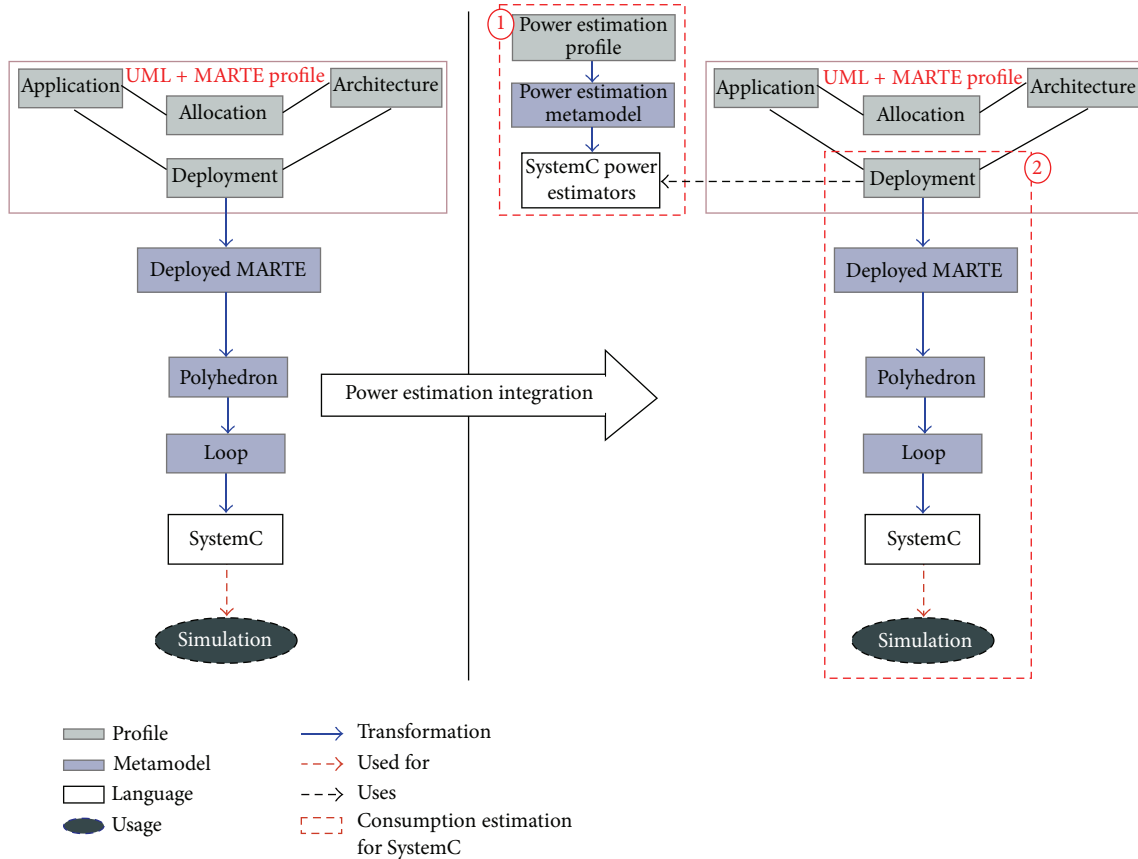 UML + MARTE profile
Application
Architecture
Allocation
Deployment
Deployed MARTE
Polyhedron
Loop
SystemC
Simulation
Power estimation integration
1
Power estimation
profile
Power estimation
metamodel
SystemC power
estimators
UML + MARTE profile
Application
Architecture
Allocation
Deployment
2
Deployed MARTE
Polyhedron
Loop
SystemC
Simulation
Profile
Metamodel
Language
Usage
Transformation
Used for
Uses
Consumption estimation
for SystemC